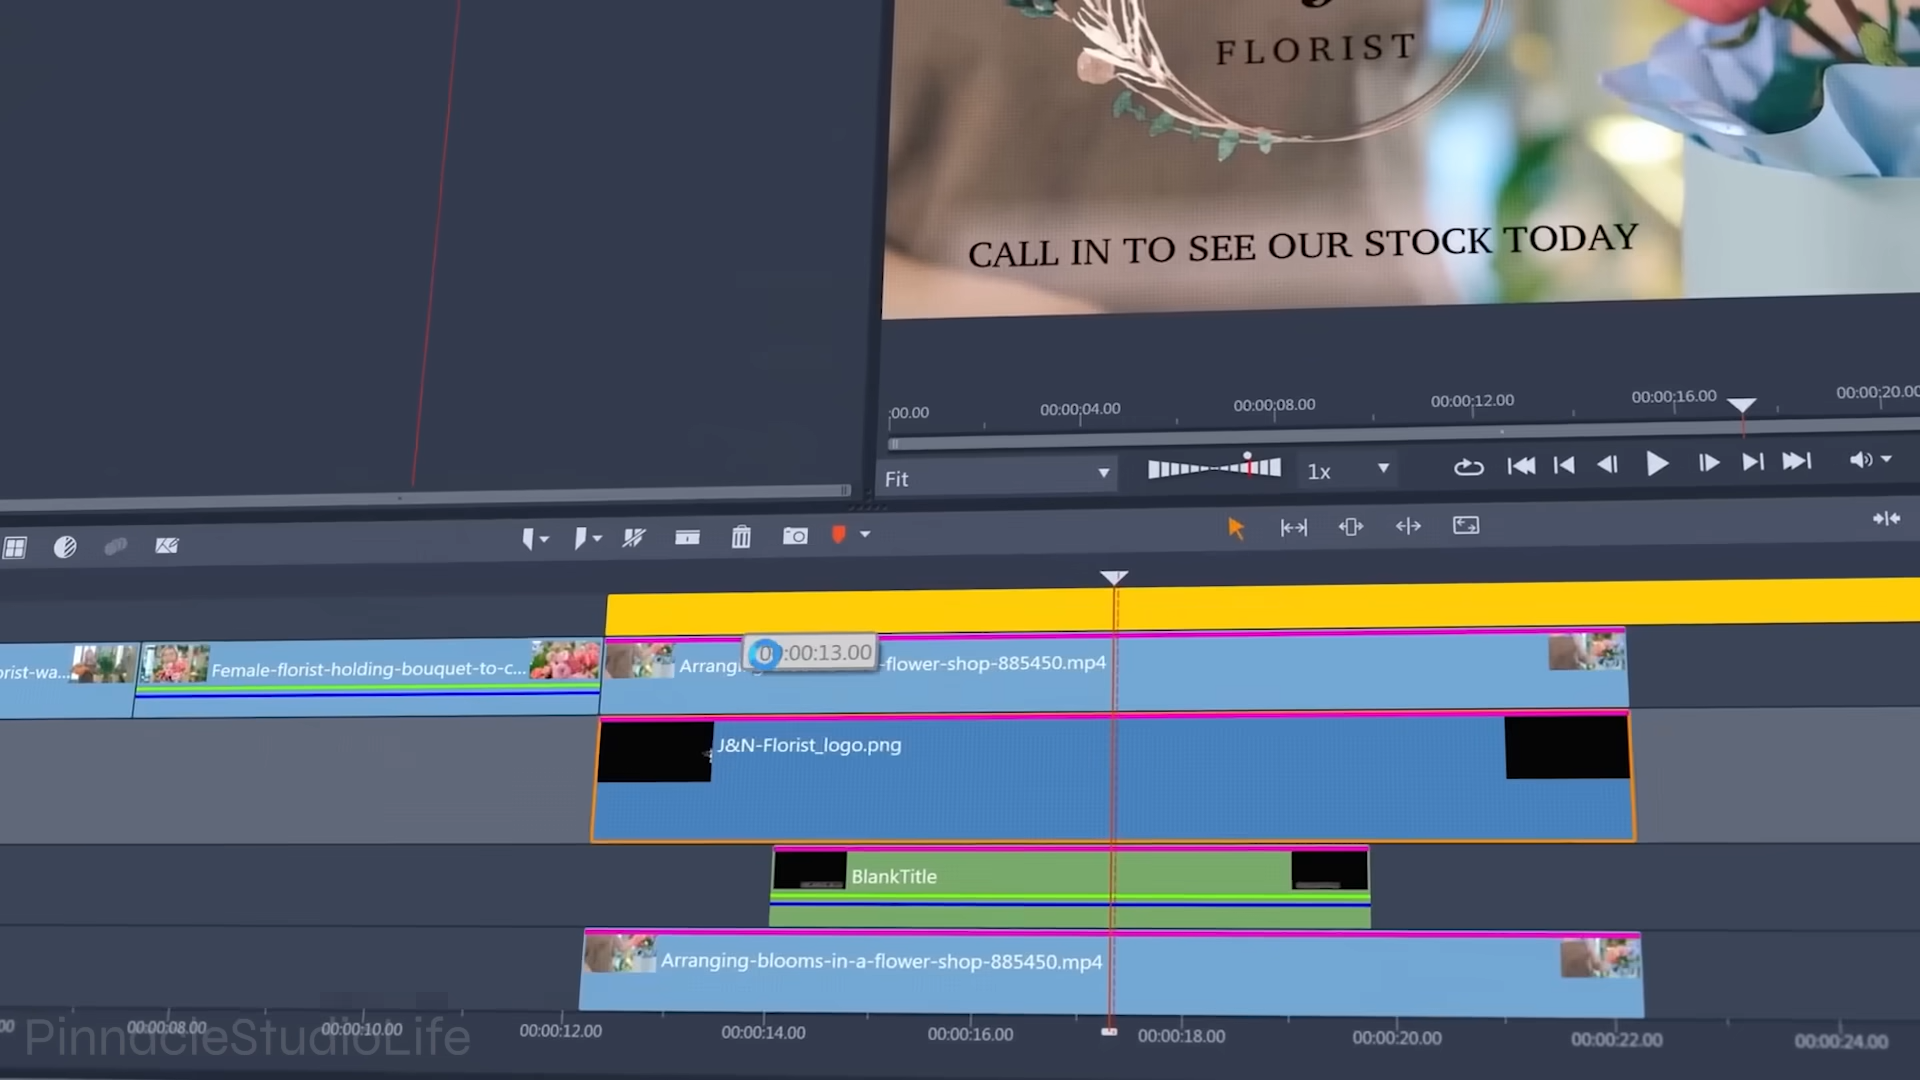 FLORIST
CALL IN TO SEE OUR STOCK TODAY
:00.00 00:00:04.00 00:00:08.00 00:00:12.00 00:00:16.00 00:00:20.00
Fit 1x
:00:13.00
orist-wa... Female-florist-holding-bouquet-to-c... Arrangi -flower-shop-885450.mp4
J&N-Florist_logo.png
BlankTitle
Arranging-blooms-in-a-flower-shop-885450.mp4
00 00:00:08.00 00:00:10.00 00:00:12.00 00:00:14.00 00:00:16.00 00:00:18.00 00:00:20.00 00:00:22.00 00:00:24.00
PinnacleStudioLife